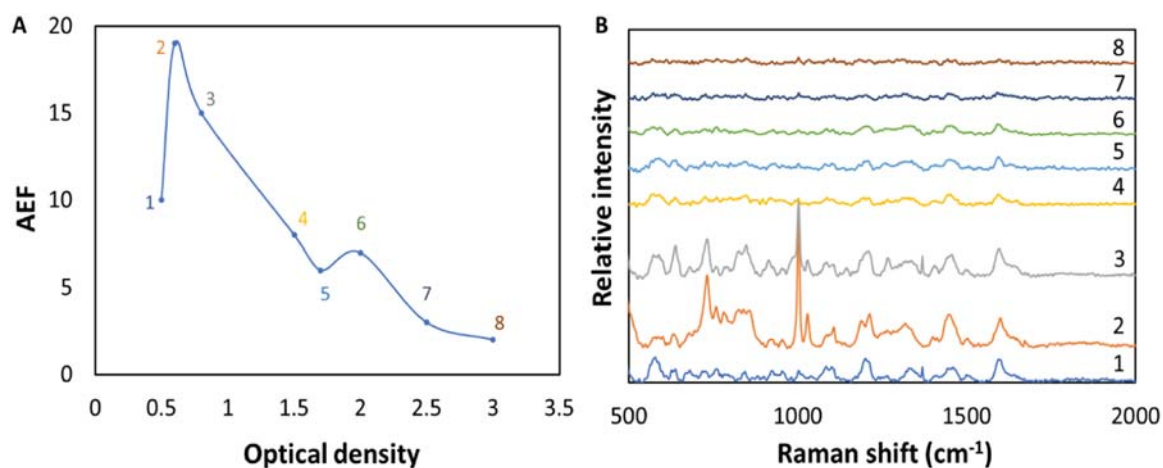 A
20
15
10
5
0
AEF
1
2
3
4
5
6
7
8
0 0.5 1 1.5 2 2.5 3 3.5
Optical density
B
Relative intensity
8
7
6
5
4
3
2
1
500 1000 1500 2000
Raman shift (cm⁻¹)